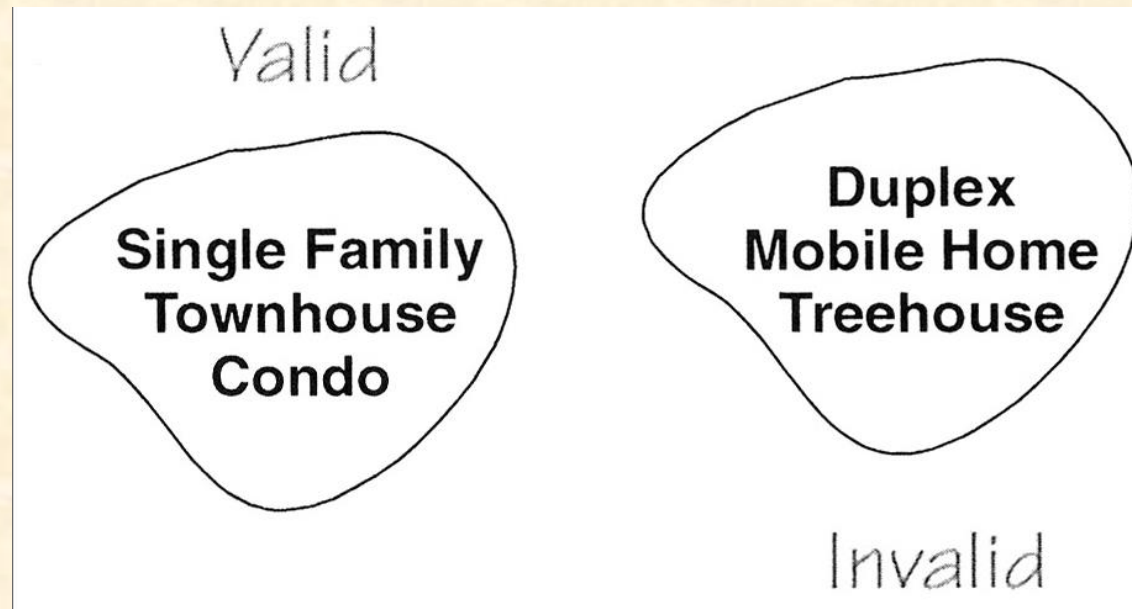 Valid
Single Family
Townhouse
Condo
Duplex
Mobile Home
Treehouse
Invalid